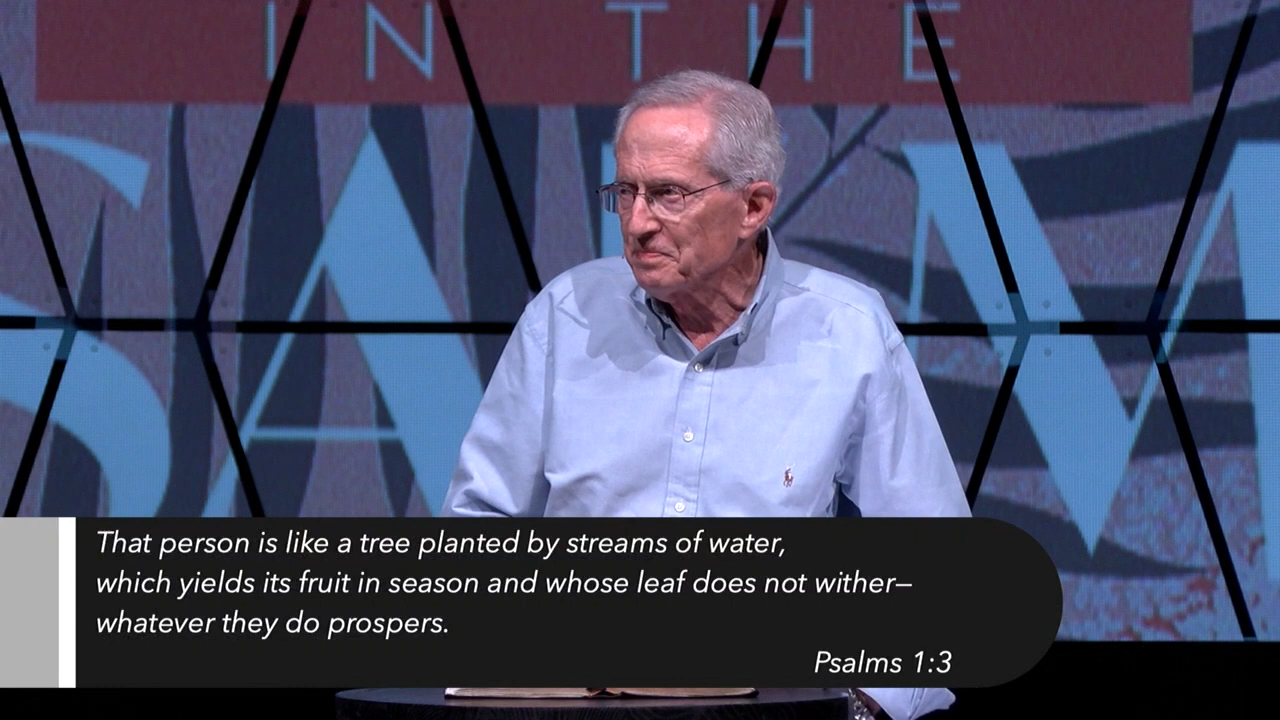 IN THE
SALM
That person is like a tree planted by streams of water,
which yields its fruit in season and whose leaf does not wither—
whatever they do prospers.
Psalms 1:3